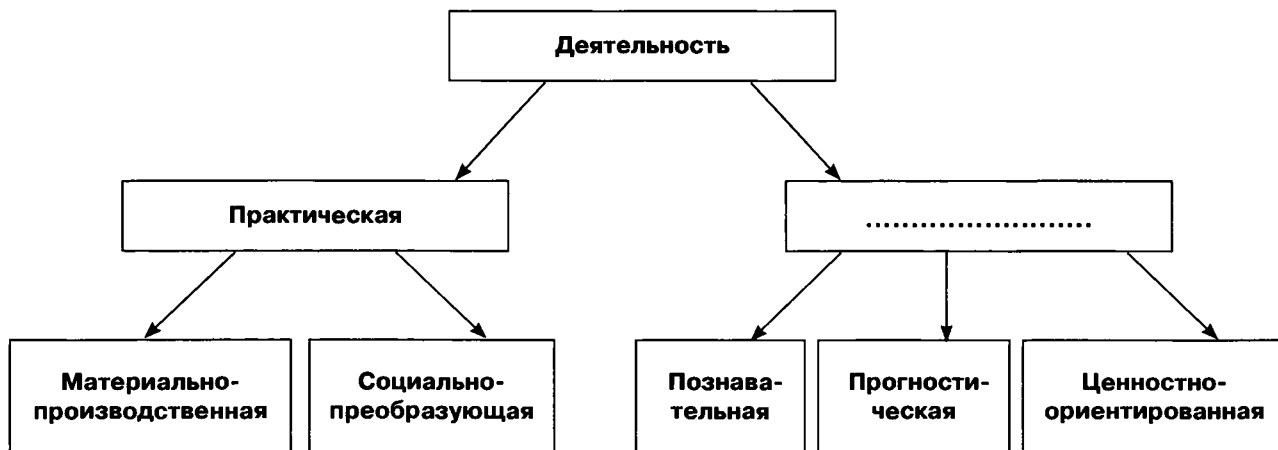 Деятельность
Практическая
.........................
Материально-
производственная
Социально-
преобразующая
Познава-
тельная
Прогности-
ческая
Ценностно-
ориентированная